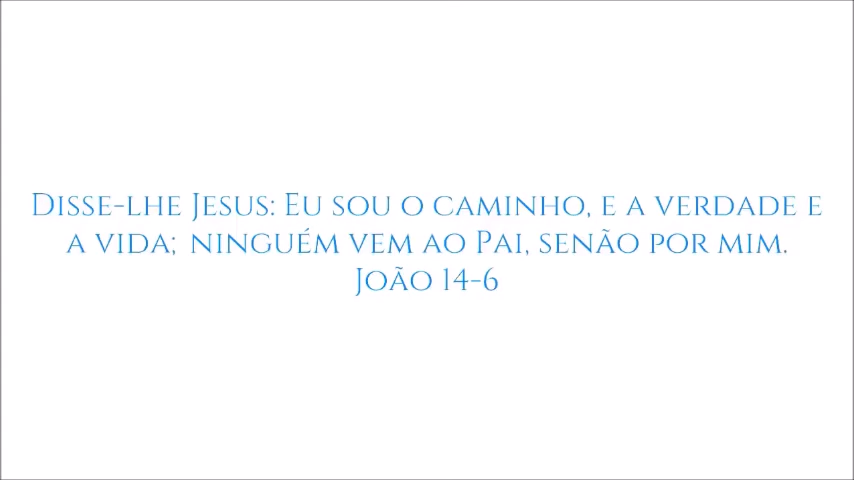 Disse-lhe Jesus: Eu sou o caminho, e a verdade e
a vida; ninguém vem ao Pai, senão por mim.
João 14-6